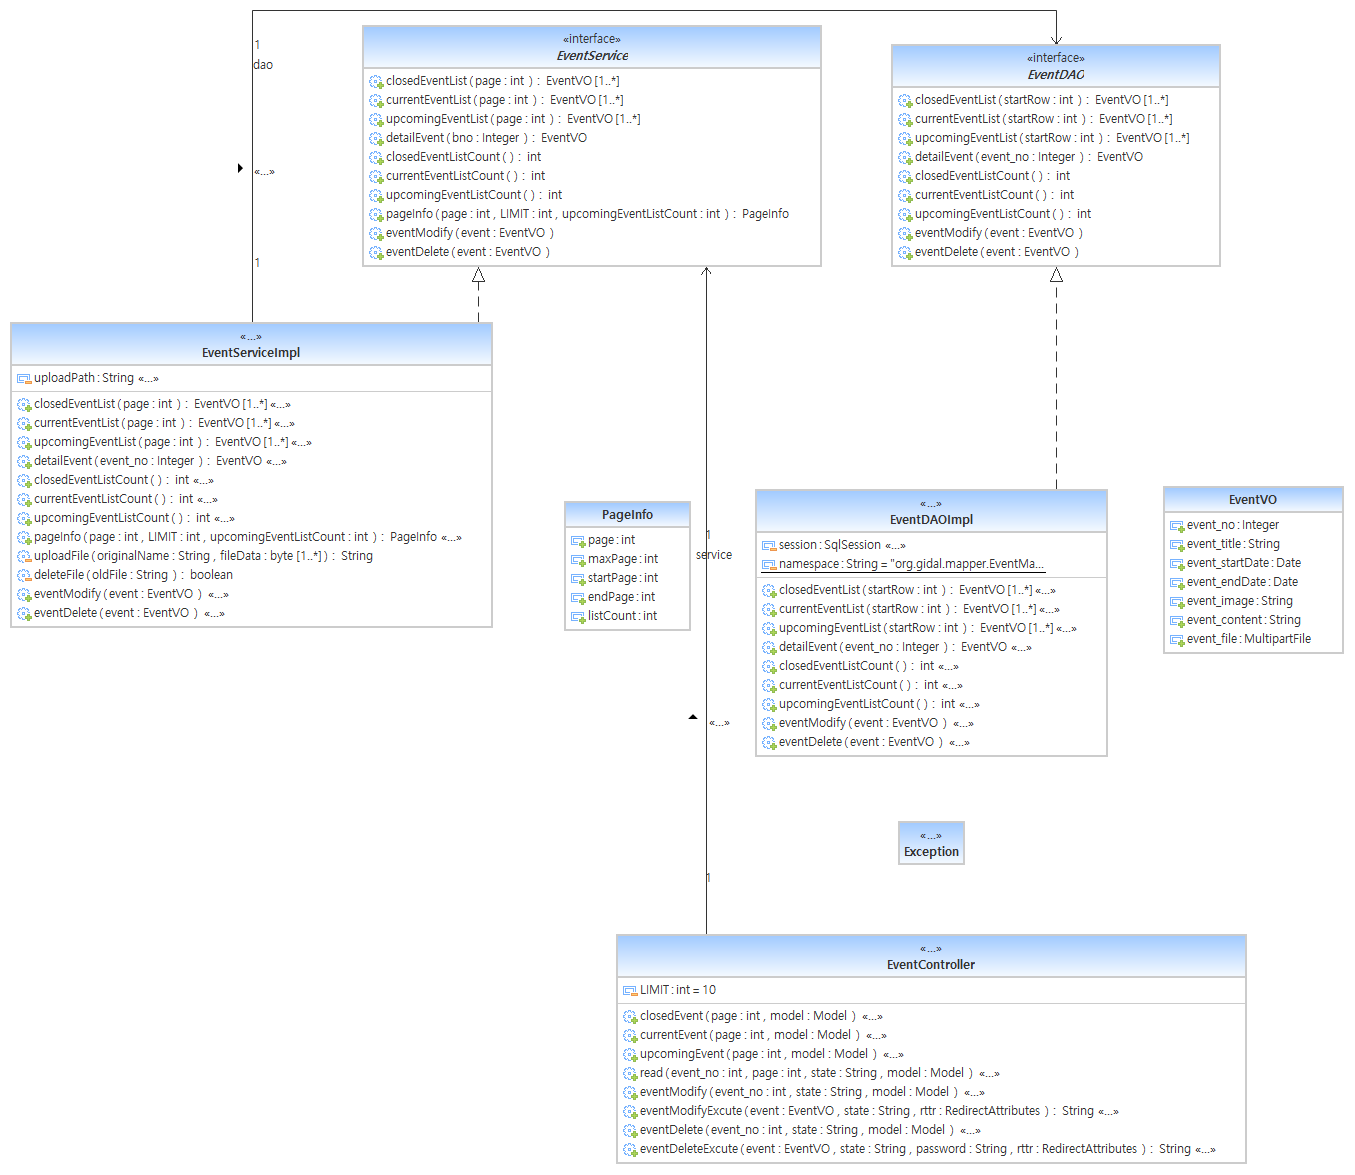 1
dao
«...»
1
«interface»
EventService
closedEventList ( page : int ) : EventVO [1..*]
currentEventList ( page : int ) : EventVO [1..*]
upcomingEventList ( page : int ) : EventVO [1..*]
detailEvent ( bno : Integer ) : EventVO
closedEventListCount ( ) : int
currentEventListCount ( ) : int
upcomingEventListCount ( ) : int
pageInfo ( page : int , LIMIT : int , upcomingEventListCount : int ) : PageInfo
eventModify ( event : EventVO )
eventDelete ( event : EventVO )
«interface»
EventDAO
closedEventList ( startRow : int ) : EventVO [1..*]
currentEventList ( startRow : int ) : EventVO [1..*]
upcomingEventList ( startRow : int ) : EventVO [1..*]
detailEvent ( event_no : Integer ) : EventVO
closedEventListCount ( ) : int
currentEventListCount ( ) : int
upcomingEventListCount ( ) : int
eventModify ( event : EventVO )
eventDelete ( event : EventVO )
«...»
EventServiceImpl
uploadPath : String «...»
closedEventList ( page : int ) : EventVO [1..*] «...»
currentEventList ( page : int ) : EventVO [1..*] «...»
upcomingEventList ( page : int ) : EventVO [1..*] «...»
detailEvent ( event_no : Integer ) : EventVO «...»
closedEventListCount ( ) : int «...»
currentEventListCount ( ) : int «...»
upcomingEventListCount ( ) : int «...»
pageInfo ( page : int , LIMIT : int , upcomingEventListCount : int ) : PageInfo «...»
uploadFile ( originalName : String , fileData : byte [1..*] ) : String
deleteFile ( oldFile : String ) : boolean
eventModify ( event : EventVO ) «...»
eventDelete ( event : EventVO ) «...»
PageInfo
page : int
maxPage : int
startPage : int
endPage : int
listCount : int
1
service
«...»
1
«...»
EventDAOImpl
session : SqlSession «...»
namespace : String = "org.gidal.mapper.EventMa...
closedEventList ( startRow : int ) : EventVO [1..*] «...»
currentEventList ( startRow : int ) : EventVO [1..*] «...»
upcomingEventList ( startRow : int ) : EventVO [1..*] «...»
detailEvent ( event_no : Integer ) : EventVO «...»
closedEventListCount ( ) : int «...»
currentEventListCount ( ) : int «...»
upcomingEventListCount ( ) : int «...»
eventModify ( event : EventVO ) «...»
eventDelete ( event : EventVO ) «...»
EventVO
event_no : Integer
event_title : String
event_startDate : Date
event_endDate : Date
event_image : String
event_content : String
event_file : MultipartFile
«...»
Exception
«...»
EventController
LIMIT : int = 10
closedEvent ( page : int , model : Model ) «...»
currentEvent ( page : int , model : Model ) «...»
upcomingEvent ( page : int , model : Model ) «...»
read ( event_no : int , page : int , state : String , model : Model ) «...»
eventModify ( event_no : int , state : String , model : Model ) «...»
eventModifyExcute ( event : EventVO , state : String , rttr : RedirectAttributes ) : String «...»
eventDelete ( event_no : int , state : String , model : Model ) «...»
eventDeleteExcute ( event : EventVO , state : String , password : String , rttr : RedirectAttributes ) : String «...»